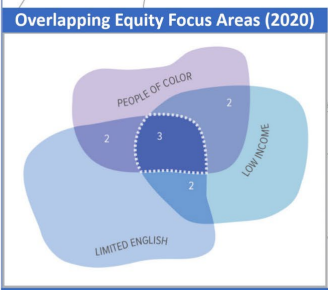 Overlapping Equity Focus Areas (2020)
PEOPLE OF COLOR
2
2
3
LOW INCOME
2
LIMITED ENGLISH